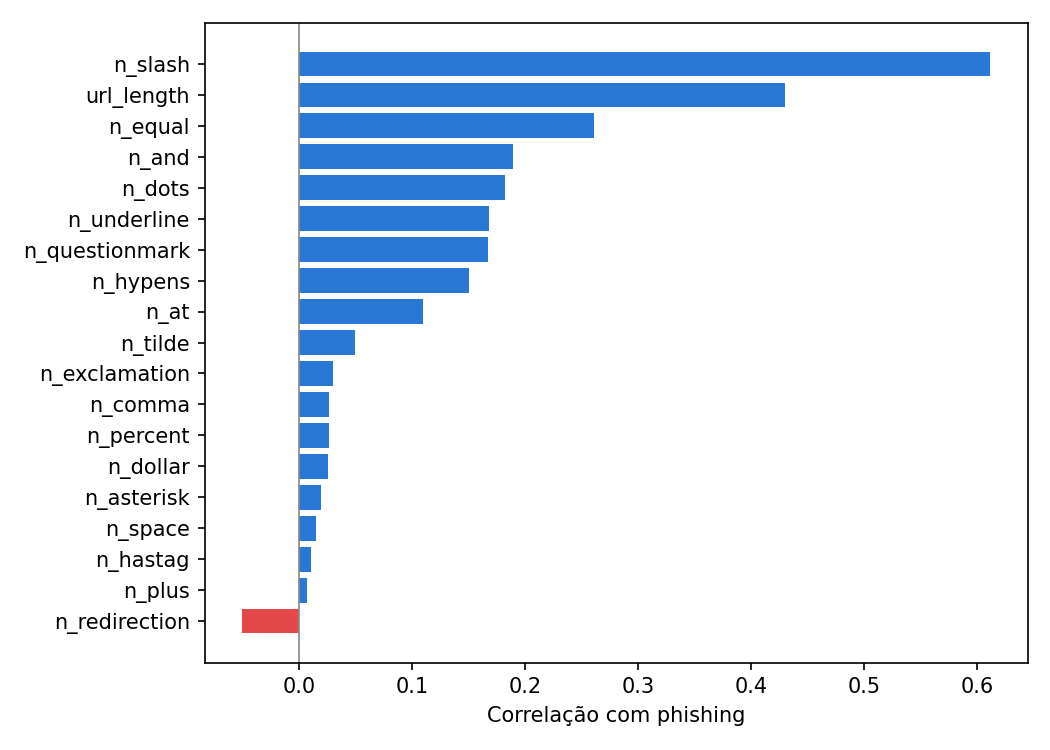 n_slash
url_length
n_equal
n_and
n_dots
n_underline
n_questionmark
n_hypens
n_at
n_tilde
n_exclamation
n_comma
n_percent
n_dollar
n_asterisk
n_space
n_hastag
n_plus
n_redirection
0.0 0.1 0.2 0.3 0.4 0.5 0.6
Correlação com phishing